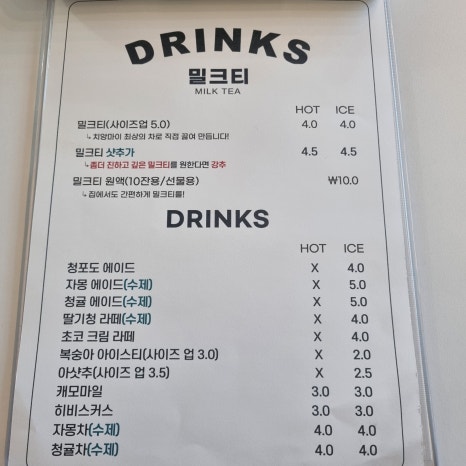 DRINKS
밀크티
MILK TEA
HOT ICE
밀크티(사이즈업 5.0) 4.0 4.0
↳치앙마이 최상의 차로 직접 끓여 만듭니다!
밀크티 샷추가 4.5 4.5
↳좀더 진하고 깊은 밀크티를 원한다면 강추
밀크티 원액(10잔용/선물용) ₩10.0
↳집에서도 간편하게 밀크티를!
DRINKS
HOT ICE
청포도 에이드 X 4.0
자몽 에이드(수제) X 5.0
청귤 에이드(수제) X 5.0
딸기청 라떼(수제) X 4.0
초코 크림 라떼 X 4.0
복숭아 아이스티(사이즈 업 3.0) X 2.0
아샷추(사이즈 업 3.5) X 2.5
캐모마일 3.0 3.0
히비스커스 3.0 3.0
자몽차(수제) 4.0 4.0
청귤차(수제) 4.0 4.0